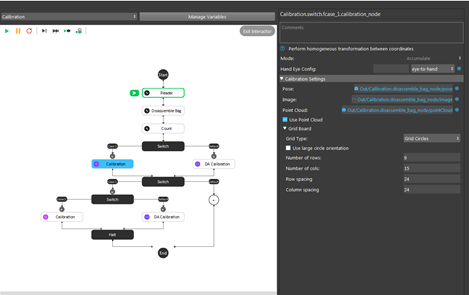 Calibration
Manage Variables
Exit Interactor
Start
Reader
Disassemble Bag
Count
Switch
Calibration
DA Calibration
Switch
Switch
Calibration
DA Calibration
Halt
End
Calibration.switch.fcase_1.calibration_node
Comments
Perform homogeneous transformation between coordinates
Mode: Accumulate
Hand Eye Config: eye to Hand
Calibration Settings
Pose: Out/Calibration.disassemble_bag_node/pose
Image: Out/Calibration.disassemble_bag_node/image
Point Cloud: Out/Calibration.disassemble_bag_node/pointCloud
Use Point Cloud
Grid Board
Grid Type: Grid Circles
Use large circle orientation
Number of rows: 9
Number of cols: 15
Row spacing 24
Column spacing 24